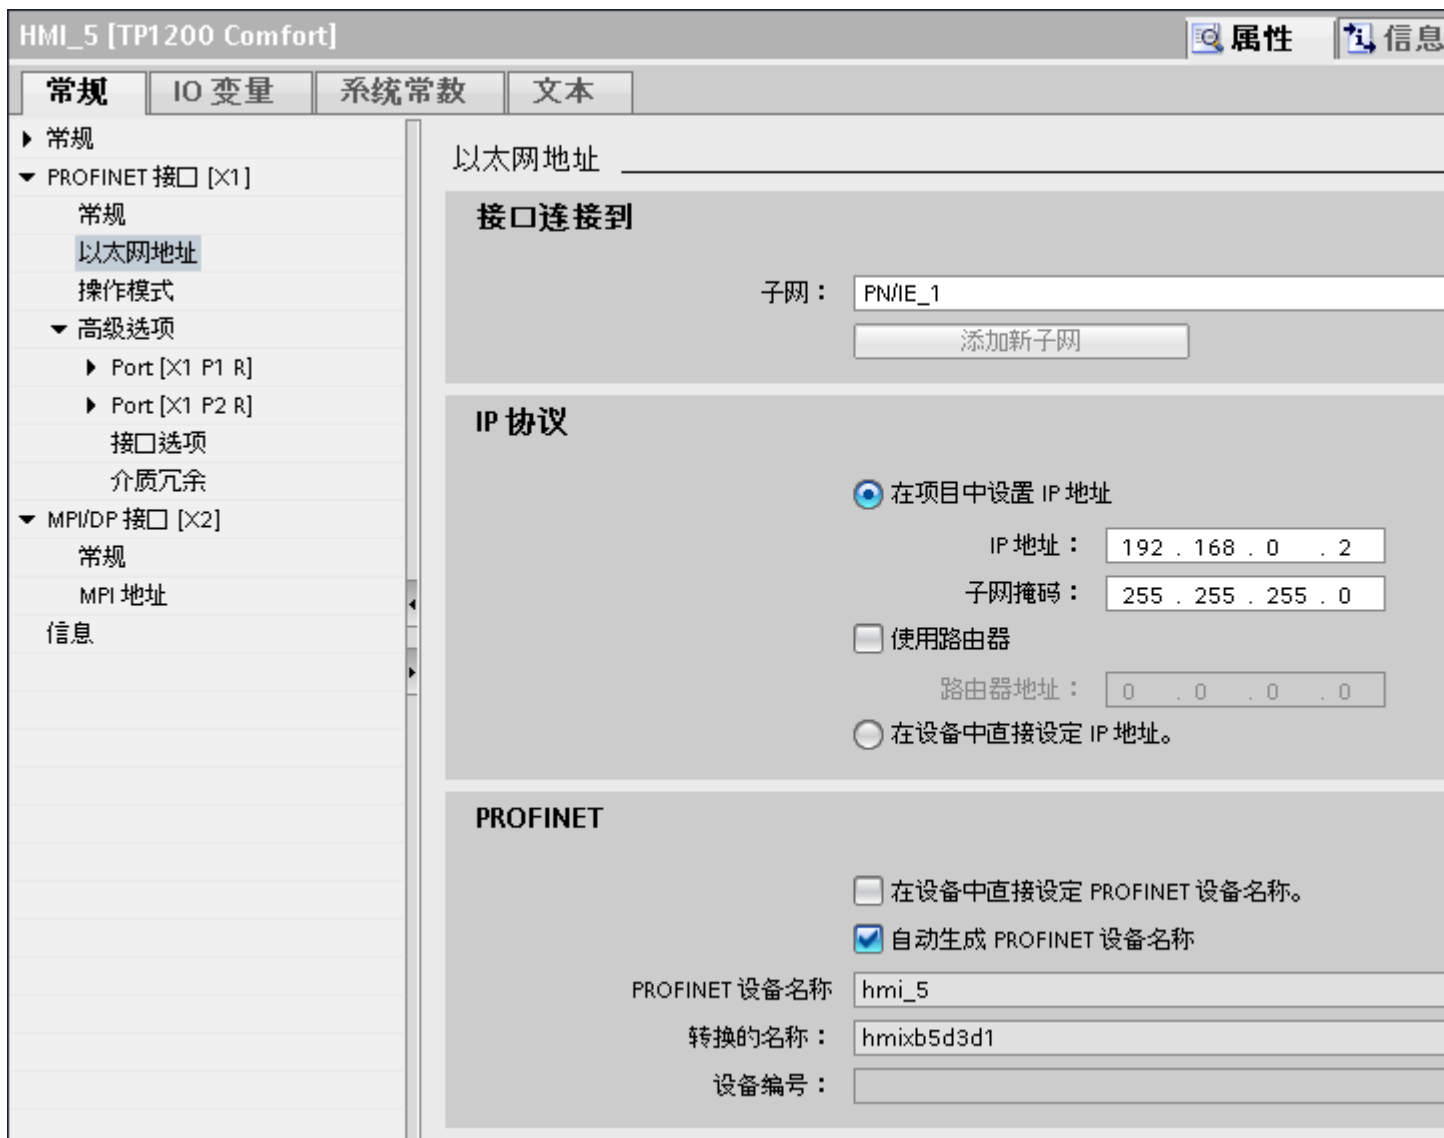 HMI_5 [TP1200 Comfort]
属性
信息
常规
IO 变量
系统常数
文本
常规
PROFINET 接口 [X1]
常规
以太网地址
操作模式
高级选项
Port [X1 P1 R]
Port [X1 P2 R]
接口选项
介质冗余
MPI/DP 接口 [X2]
常规
MPI 地址
信息
以太网地址
接口连接到
子网：
PN/IE_1
添加新子网
IP 协议
在项目中设置 IP 地址
IP 地址：
192 . 168 . 0 . 2
子网掩码：
255 . 255 . 255 . 0
使用路由器
路由器地址：
0 . 0 . 0 . 0
在设备中直接设定 IP 地址。
PROFINET
在设备中直接设定 PROFINET 设备名称。
自动生成 PROFINET 设备名称
PROFINET 设备名称
hmi_5
转换的名称：
hmixb5d3d1
设备编号：